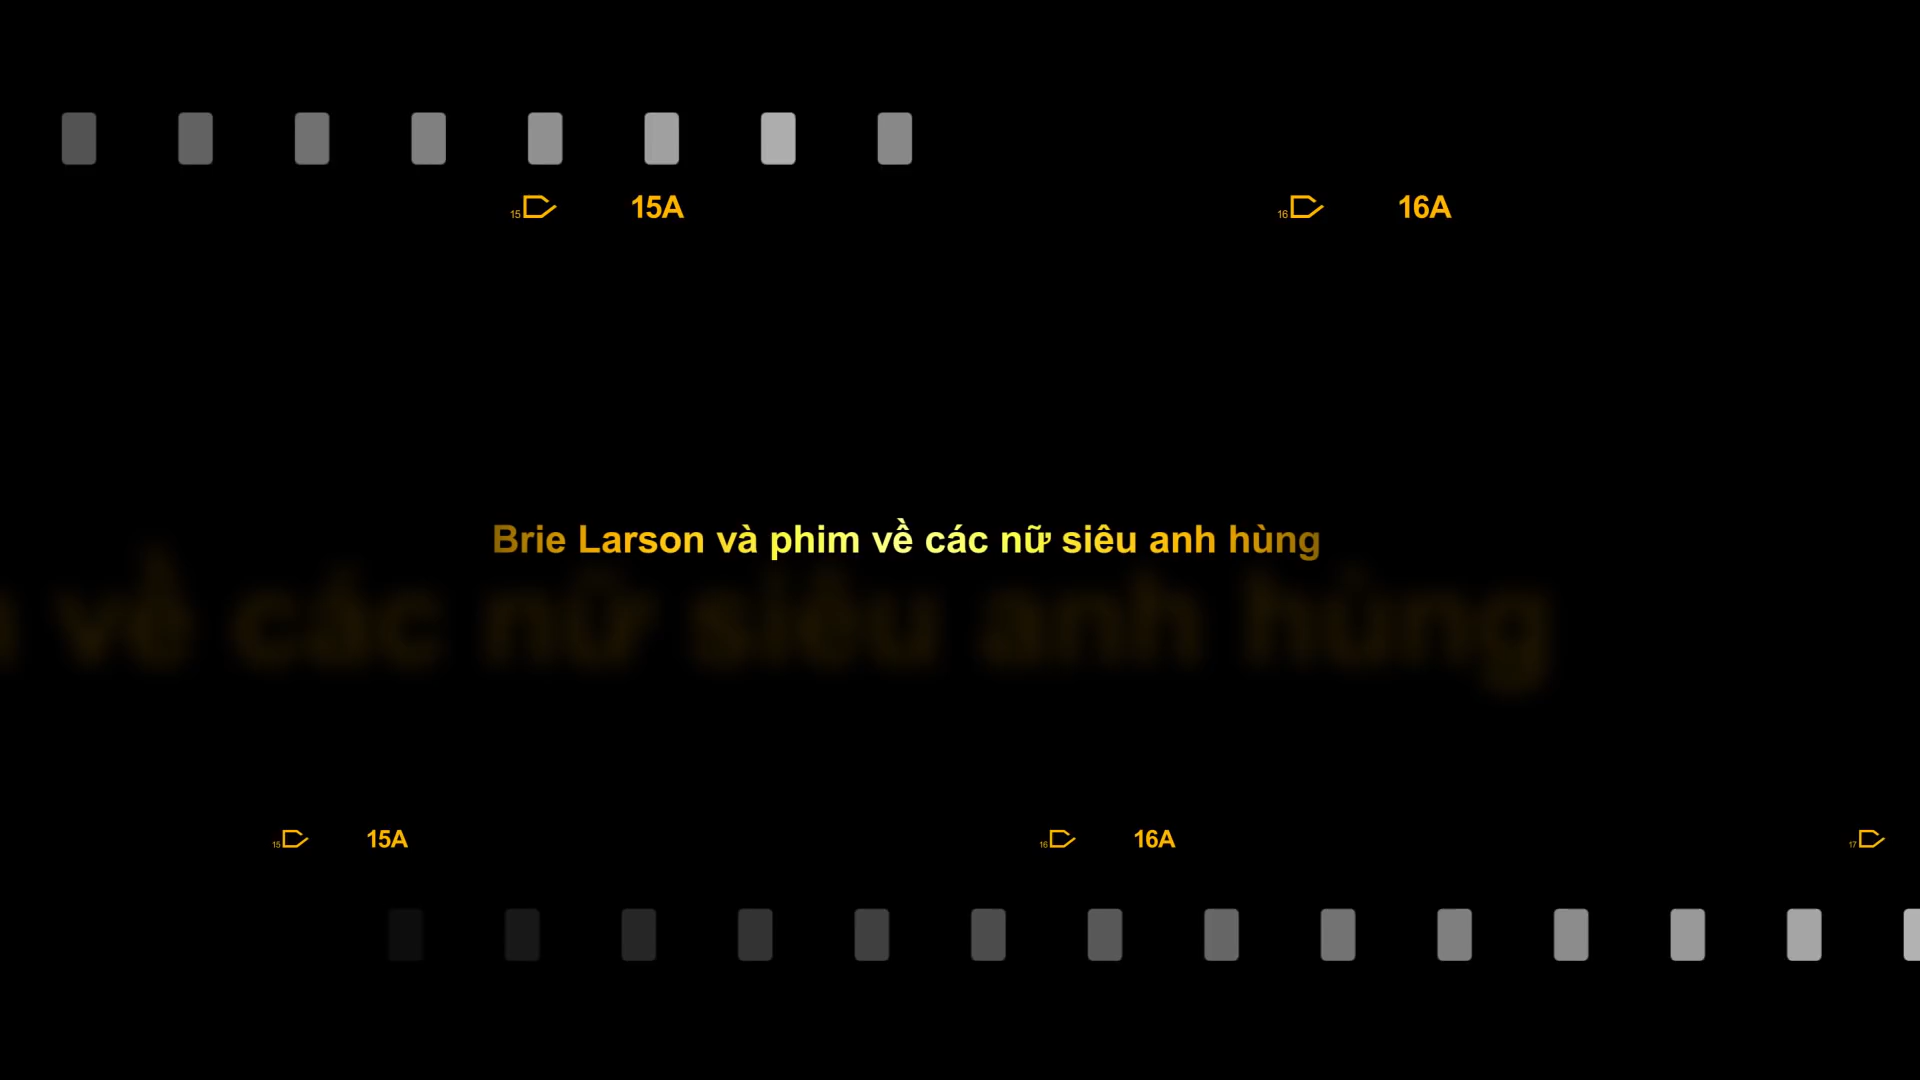 15 15A 16 16A
Brie Larson và phim về các nữ siêu anh hùng
về các nữ siêu anh hùng
15 15A 16 16A 17